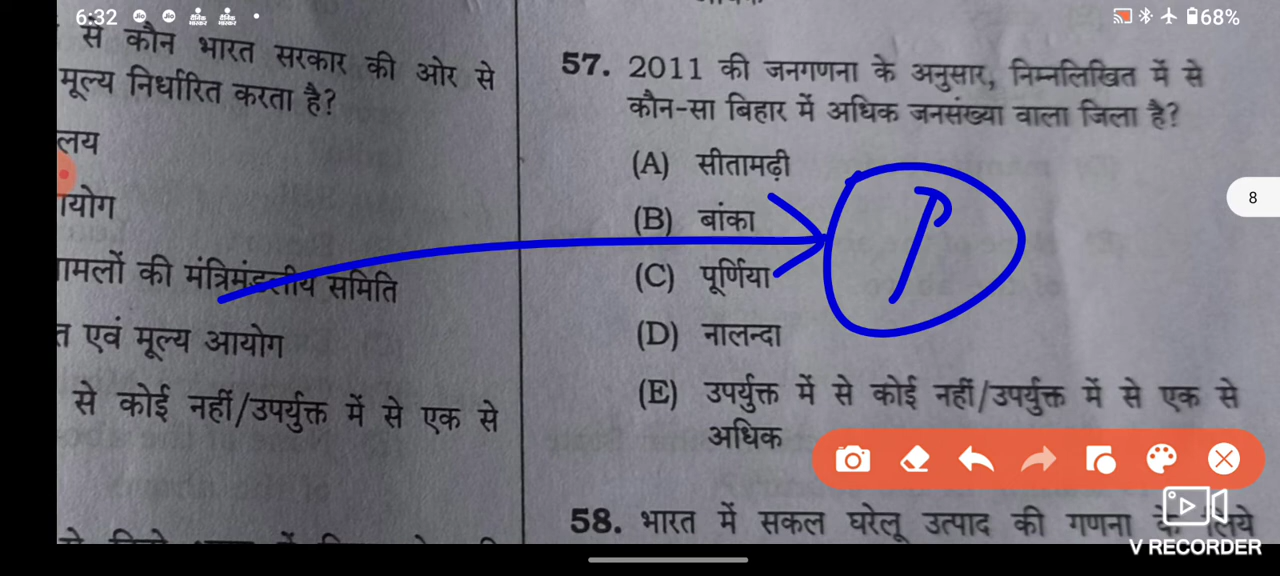 6:32
Jio
Jio
68%
से कौन भारत सरकार की ओर से
मूल्य निर्धारित करता है?
लय
योग
मामलों की मंत्रिमंडलीय समिति
त एवं मूल्य आयोग
से कोई नहीं/उपर्युक्त में से एक से
57. 2011 की जनगणना के अनुसार, निम्नलिखित में से
कौन-सा बिहार में अधिक जनसंख्या वाला जिला है?
(A) सीतामढ़ी
(B) बांका
(C) पूर्णिया
(D) नालन्दा
(E) उपर्युक्त में से कोई नहीं/उपर्युक्त में से एक से
अधिक
58. भारत में सकल घरेलू उत्पाद की गणना के लिये
P
8
V RECORDER